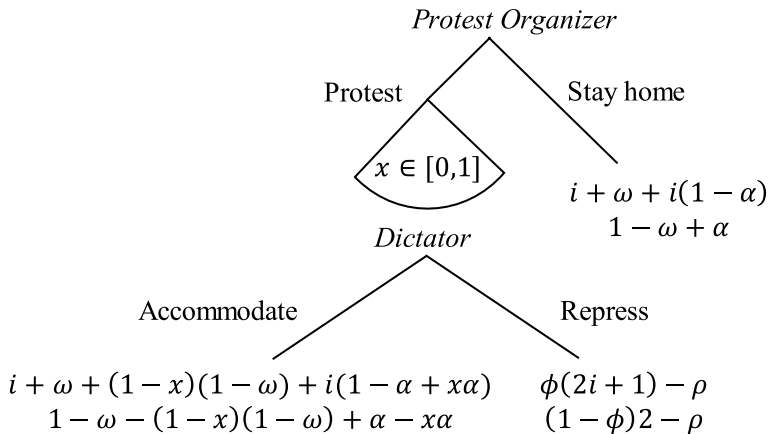 Protest Organizer
Protest
Stay home
x ∈ [0,1]
i + ω + i(1 − α)
1 − ω + α
Dictator
Accommodate
Repress
i + ω + (1 − x)(1 − ω) + i(1 − α + xα)
1 − ω − (1 − x)(1 − ω) + α − xα
ϕ(2i + 1) − ρ
(1 − ϕ)2 − ρ